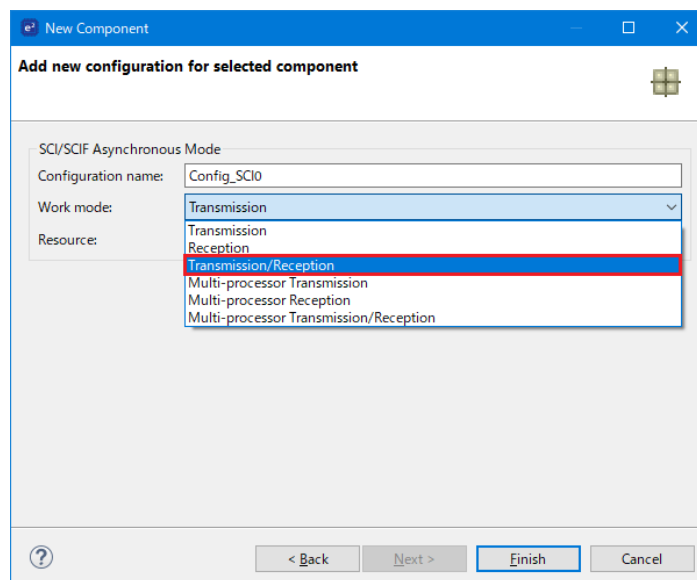 e² New Component
Add new configuration for selected component
SCI/SCIF Asynchronous Mode
Configuration name: Config_SCI0
Work mode: Transmission
Transmission
Resource:
Reception
Transmission/Reception
Multi-processor Transmission
Multi-processor Reception
Multi-processor Transmission/Reception
? < Back Next > Finish Cancel